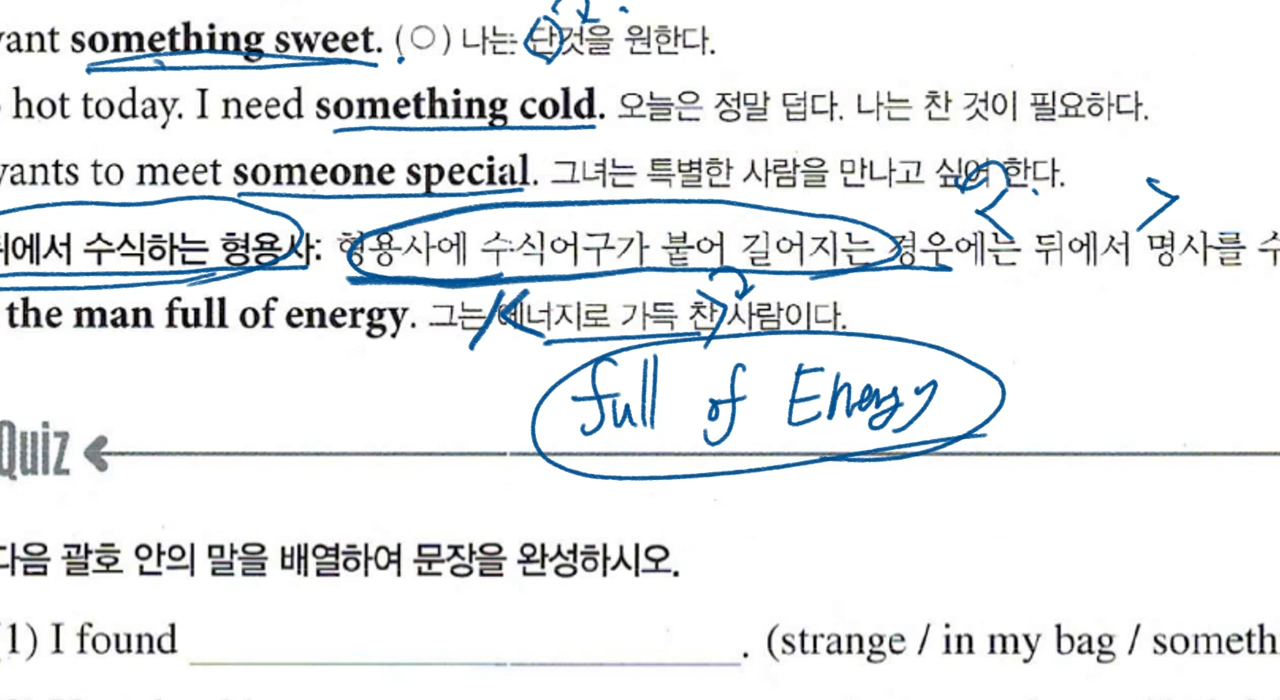 want something sweet. (○) 나는 단것을 원한다.
hot today. I need something cold. 오늘은 정말 덥다. 나는 찬 것이 필요하다.
wants to meet someone special. 그녀는 특별한 사람을 만나고 싶어 한다.
뒤에서 수식하는 형용사: 형용사에 수식어구가 붙어 길어지는 경우에는 뒤에서 명사를 수
the man full of energy. 그는 에너지로 가득 찬 사람이다.
full of Energy
Quiz
다음 괄호 안의 말을 배열하여 문장을 완성하시오.
1) I found . (strange / in my bag / someth